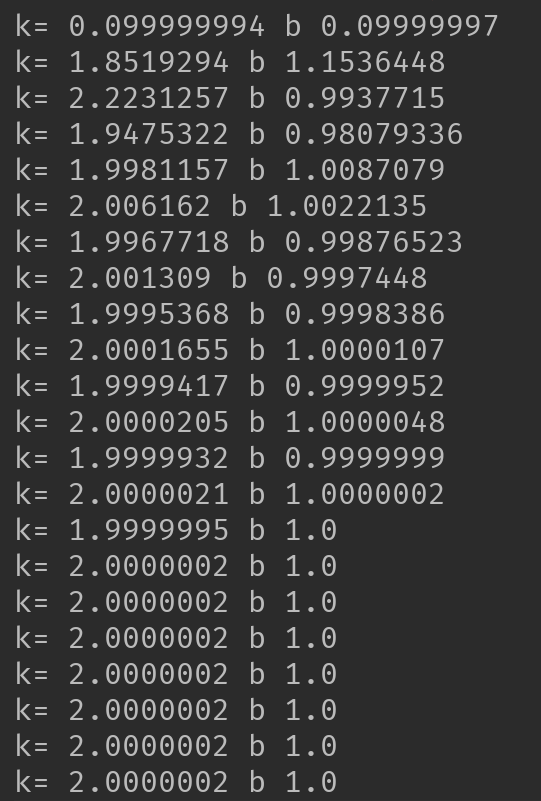 k= 0.099999994 b 0.09999997
k= 1.8519294 b 1.1536448
k= 2.2231257 b 0.9937715
k= 1.9475322 b 0.98079336
k= 1.9981157 b 1.0087079
k= 2.006162 b 1.0022135
k= 1.9967718 b 0.99876523
k= 2.001309 b 0.9997448
k= 1.9995368 b 0.9998386
k= 2.0001655 b 1.0000107
k= 1.9999417 b 0.9999952
k= 2.0000205 b 1.0000048
k= 1.9999932 b 0.9999999
k= 2.0000021 b 1.0000002
k= 1.9999995 b 1.0
k= 2.0000002 b 1.0
k= 2.0000002 b 1.0
k= 2.0000002 b 1.0
k= 2.0000002 b 1.0
k= 2.0000002 b 1.0
k= 2.0000002 b 1.0
k= 2.0000002 b 1.0